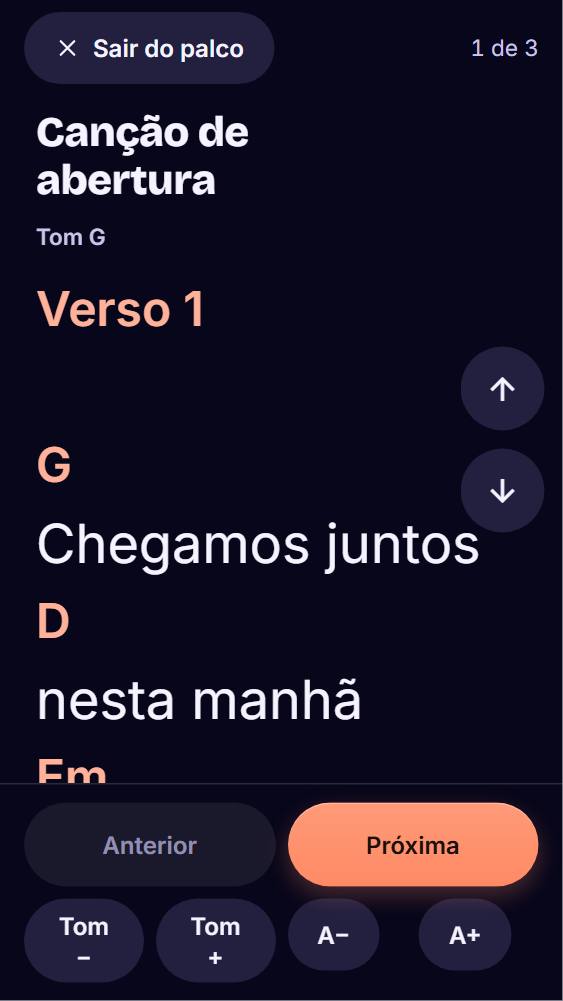 Sair do palco
1 de 3
Canção de
abertura
Tom G
Verso 1
G
Chegamos juntos
D
nesta manhã
Em
Anterior
Próxima
Tom
−
Tom
+
A−
A+